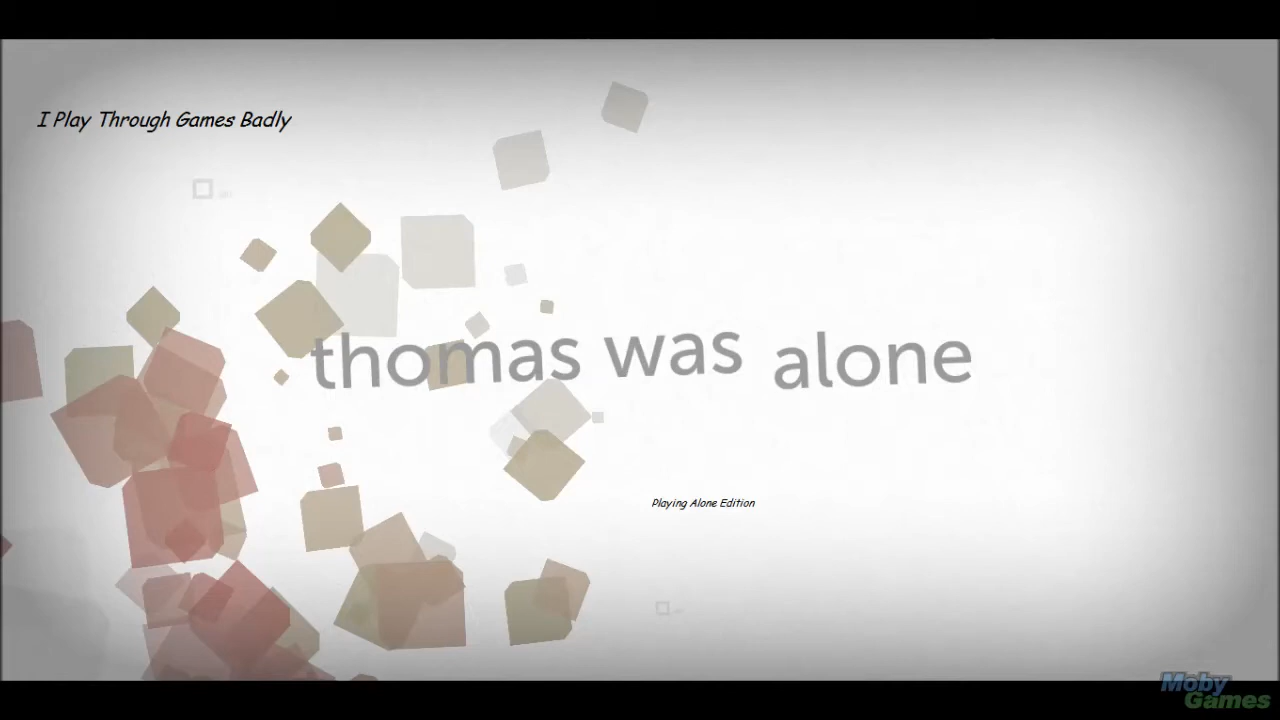 I Play Through Games Badly
thomas was alone
Playing Alone Edition
Moby
Games